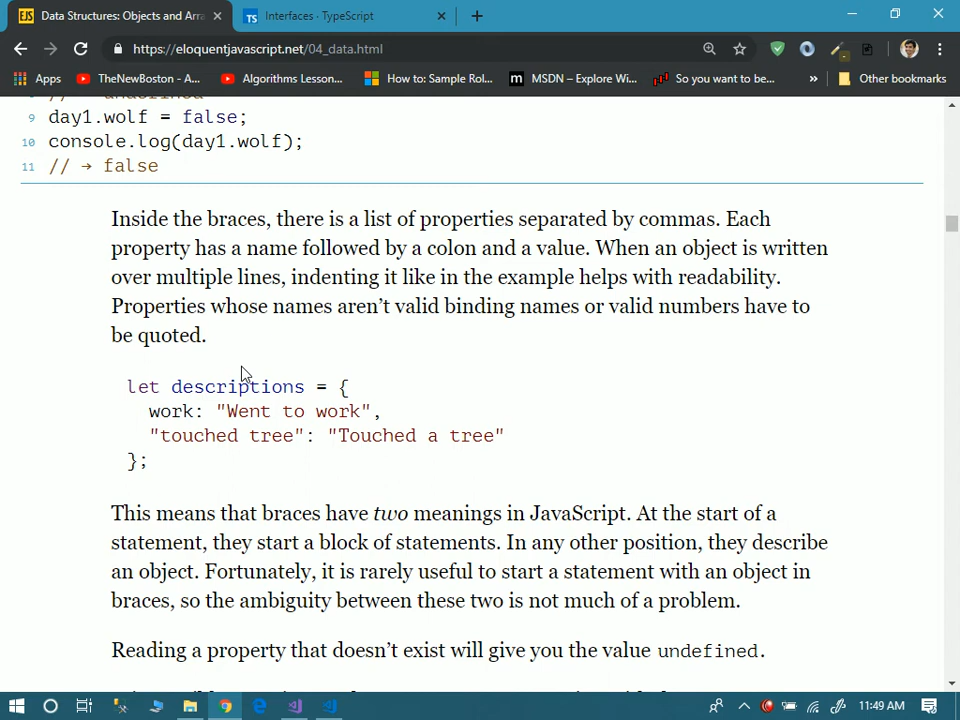 EJS Data Structures: Objects and Arra
TS Interfaces · TypeScript
https://eloquentjavascript.net/04_data.html
Apps TheNewBoston - A... Algorithms Lesson... How to: Sample Rol... m MSDN – Explore Wi... So you want to be... » Other bookmarks
9 day1.wolf = false;
10 console.log(day1.wolf);
11 // → false
Inside the braces, there is a list of properties separated by commas. Each
property has a name followed by a colon and a value. When an object is written
over multiple lines, indenting it like in the example helps with readability.
Properties whose names aren’t valid binding names or valid numbers have to
be quoted.
let descriptions = {
work: "Went to work",
"touched tree": "Touched a tree"
};
This means that braces have two meanings in JavaScript. At the start of a
statement, they start a block of statements. In any other position, they describe
an object. Fortunately, it is rarely useful to start a statement with an object in
braces, so the ambiguity between these two is not much of a problem.
Reading a property that doesn’t exist will give you the value undefined.
11:49 AM